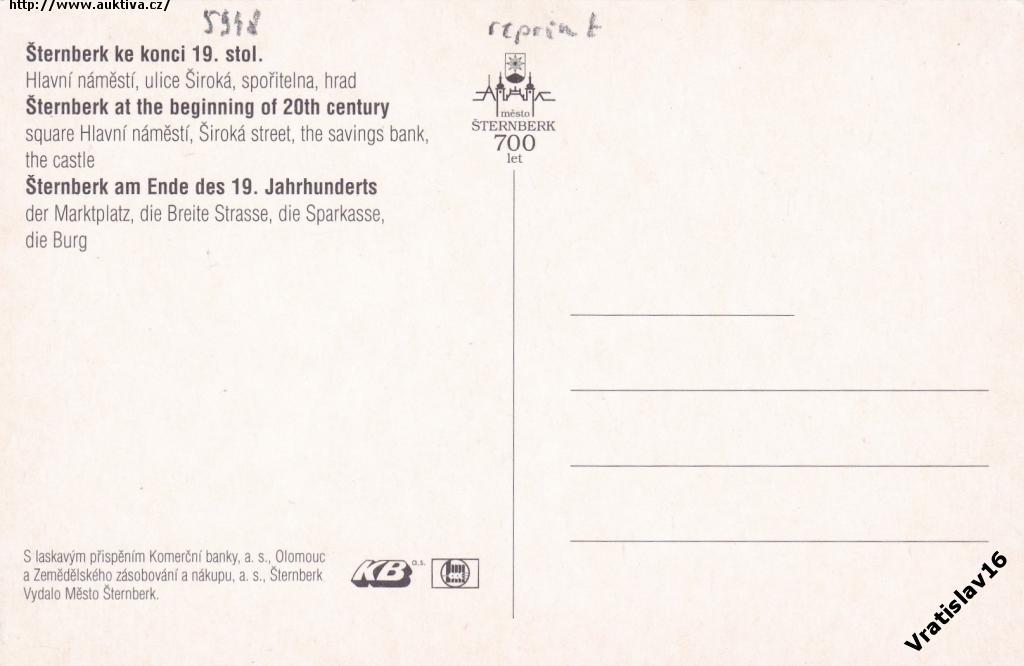 http://www.auktiva.cz/
5948
reprint
Šternberk ke konci 19. stol.
Hlavní náměstí, ulice Široká, spořitelna, hrad
Šternberk at the beginning of 20th century
square Hlavní náměstí, Široká street, the savings bank,
the castle
Šternberk am Ende des 19. Jahrhunderts
der Marktplatz, die Breite Strasse, die Sparkasse,
die Burg
město
ŠTERNBERK
700
let
S laskavým přispěním Komerční banky, a. s., Olomouc
a Zemědělského zásobování a nákupu, a. s., Šternberk
Vydalo Město Šternberk.
KB a.s.
Vratislav16